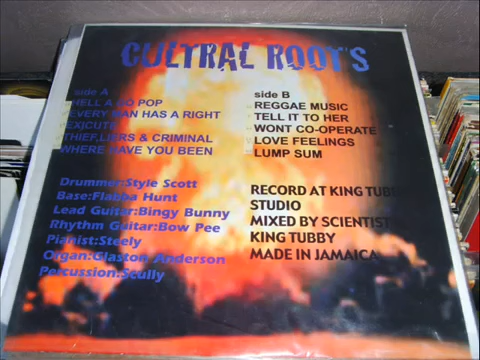 CULTRAL ROOT'S
side A
HELL A GO POP
EVERY MAN HAS A RIGHT
EXICUTE
THIEF,LIERS & CRIMINAL
WHERE HAVE YOU BEEN
side B
REGGAE MUSIC
TELL IT TO HER
WONT CO-OPERATE
LOVE FEELINGS
LUMP SUM
Drummer:Style Scott
Base:Flabba Hunt
Lead Guitar:Bingy Bunny
Rhythm Guitar:Bow Pee
Pianist:Steely
Organ:Glaston Anderson
Percussion:Scully
RECORD AT KING TUBBY
STUDIO
MIXED BY SCIENTIST
KING TUBBY
MADE IN JAMAICA